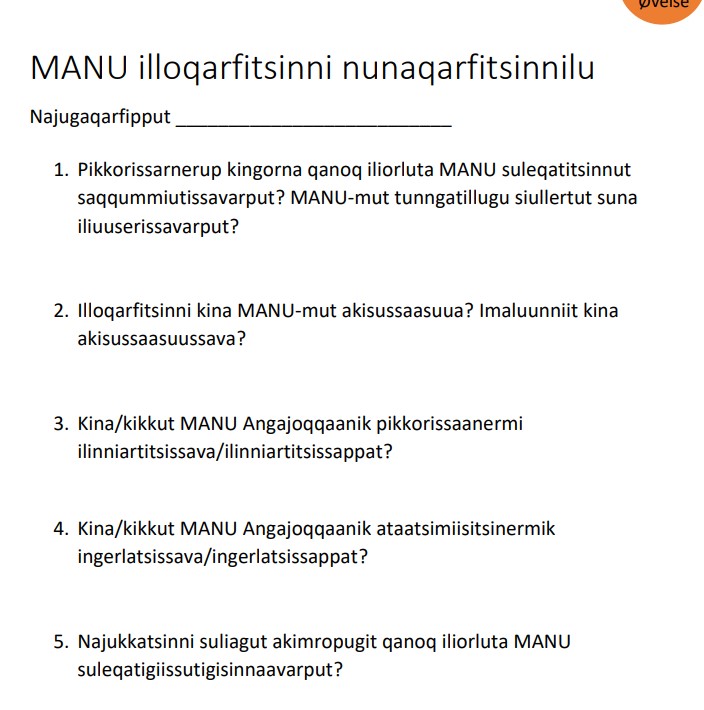 Øvelse
MANU illoqarfitsinni nunaqarfitsinnilu
Najugaqarfipput __________________________
1. Pikkorissarnerup kingorna qanoq iliorluta MANU suleqatitsinnut
saqqummiutissavarput? MANU-mut tunngatillugu siullertut suna
iliuuserissavarput?
2. Illoqarfitsinni kina MANU-mut akisussaasuua? Imaluunniit kina
akisussaasuussava?
3. Kina/kikkut MANU Angajoqqaanik pikkorissaanermi
ilinniartitsissava/ilinniartitsissappat?
4. Kina/kikkut MANU Angajoqqaanik ataatsimiisitsinermik
ingerlatsissava/ingerlatsissappat?
5. Najukkatsinni suliagut akimropugit qanoq iliorluta MANU
suleqatigiissutigisinnaavarput?